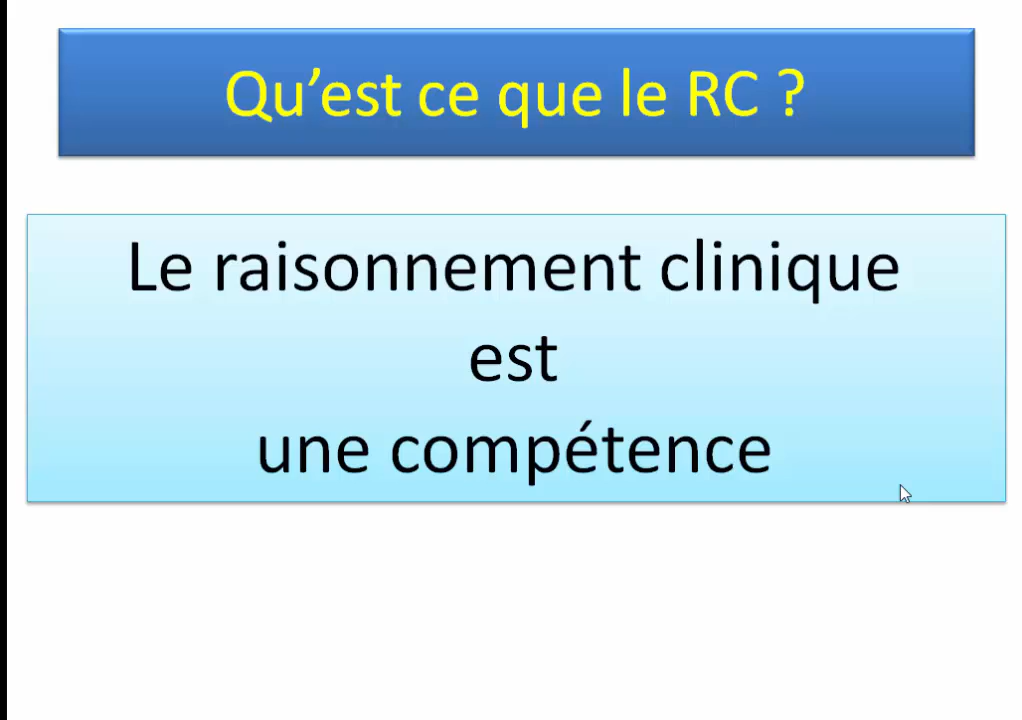 Qu’est ce que le RC ?
Le raisonnement clinique
est
une compétence